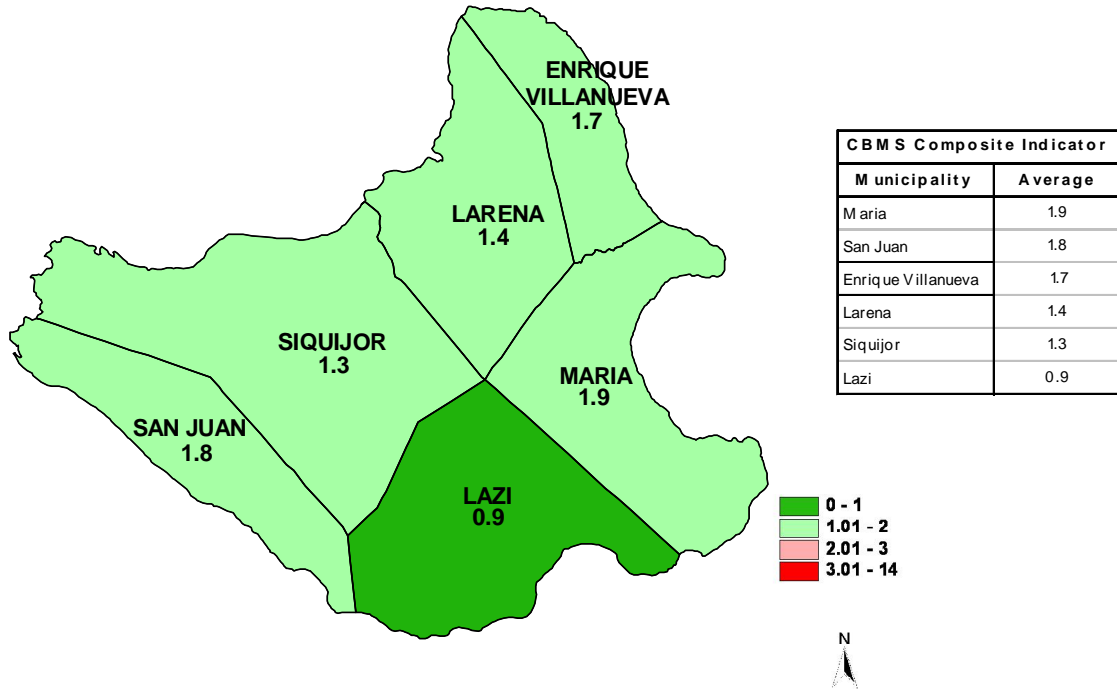 ENRIQUE
VILLANUEVA
1.7
LARENA
1.4
SIQUIJOR
1.3
MARIA
1.9
SAN JUAN
1.8
LAZI
0.9
CBMS Composite Indicator
Municipality Average
Maria 1.9
San Juan 1.8
Enrique Villanueva 1.7
Larena 1.4
Siquijor 1.3
Lazi 0.9
0 - 1
1.01 - 2
2.01 - 3
3.01 - 14
N